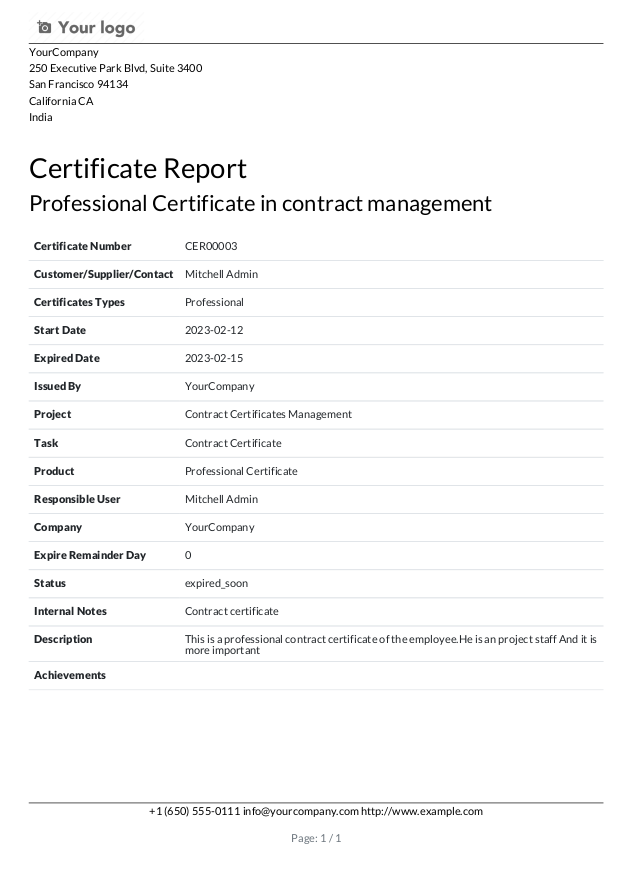 Your logo
YourCompany
250 Executive Park Blvd, Suite 3400
San Francisco 94134
California CA
India
Certificate Report
Professional Certificate in contract management
Certificate Number CER00003
Customer/Supplier/Contact Mitchell Admin
Certificates Types Professional
Start Date 2023-02-12
Expired Date 2023-02-15
Issued By YourCompany
Project Contract Certificates Management
Task Contract Certificate
Product Professional Certificate
Responsible User Mitchell Admin
Company YourCompany
Expire Remainder Day 0
Status expired_soon
Internal Notes Contract certificate
Description This is a professional contract certificate of the employee.He is an project staff And it is
more important
Achievements
+1 (650) 555-0111 info@yourcompany.com http://www.example.com
Page: 1 / 1